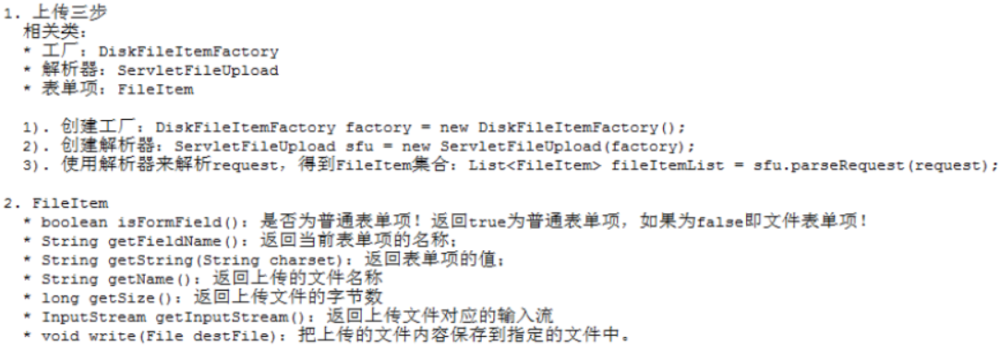 1. 上传三步
相关类:
* 工厂: DiskFileItemFactory
* 解析器: ServletFileUpload
* 表单项: FileItem
1). 创建工厂: DiskFileItemFactory factory = new DiskFileItemFactory();
2). 创建解析器: ServletFileUpload sfu = new ServletFileUpload(factory);
3). 使用解析器来解析request, 得到FileItem集合: List<FileItem> fileItemList = sfu.parseRequest(request);
2. FileItem
* boolean isFormField(): 是否为普通表单项! 返回true为普通表单项, 如果为false即文件表单项!
* String getFieldName(): 返回当前表单项的名称;
* String getString(String charset): 返回表单项的值;
* String getName(): 返回上传的文件名称
* long getSize(): 返回上传文件的字节数
* InputStream getInputStream(): 返回上传文件对应的输入流
* void write(File destFile): 把上传的文件内容保存到指定的文件中。